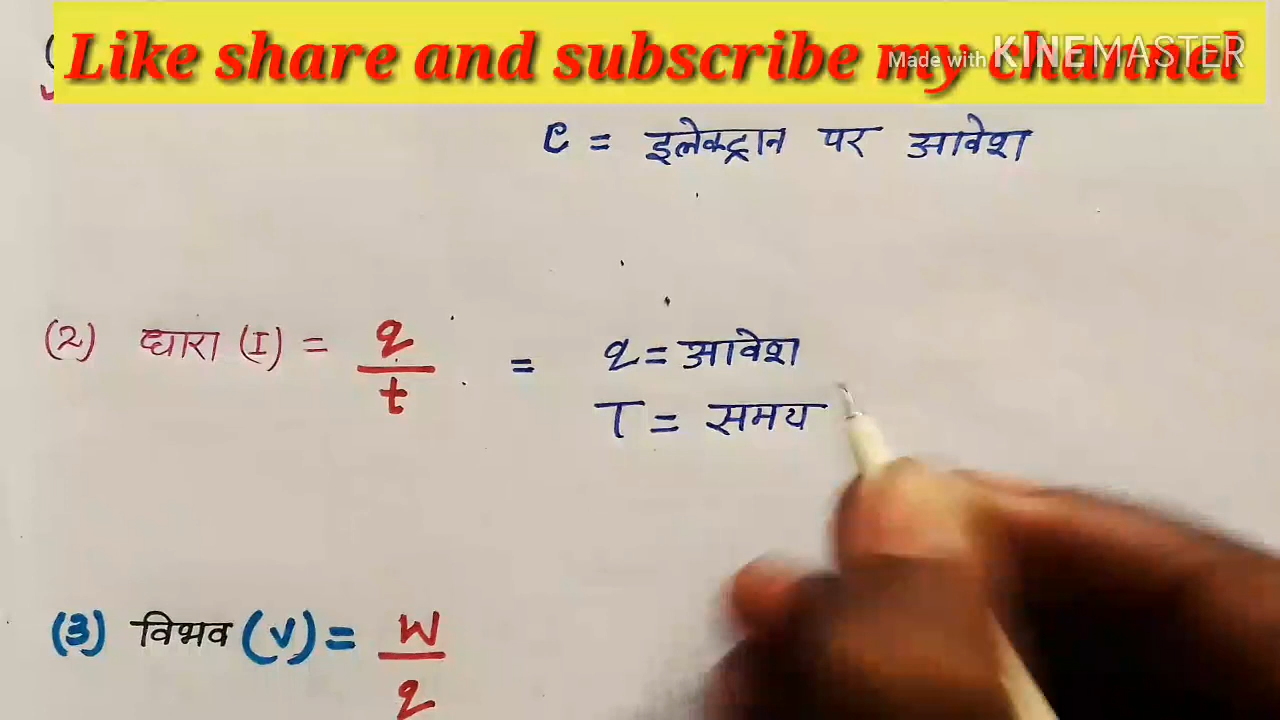 Like share and subscribe my channel
Made with KINEMASTER
e = इलेक्ट्रान पर आवेश
(2) धारा (I) = q/t = q = आवेश
T = समय
(3) विभव (V) = W/q